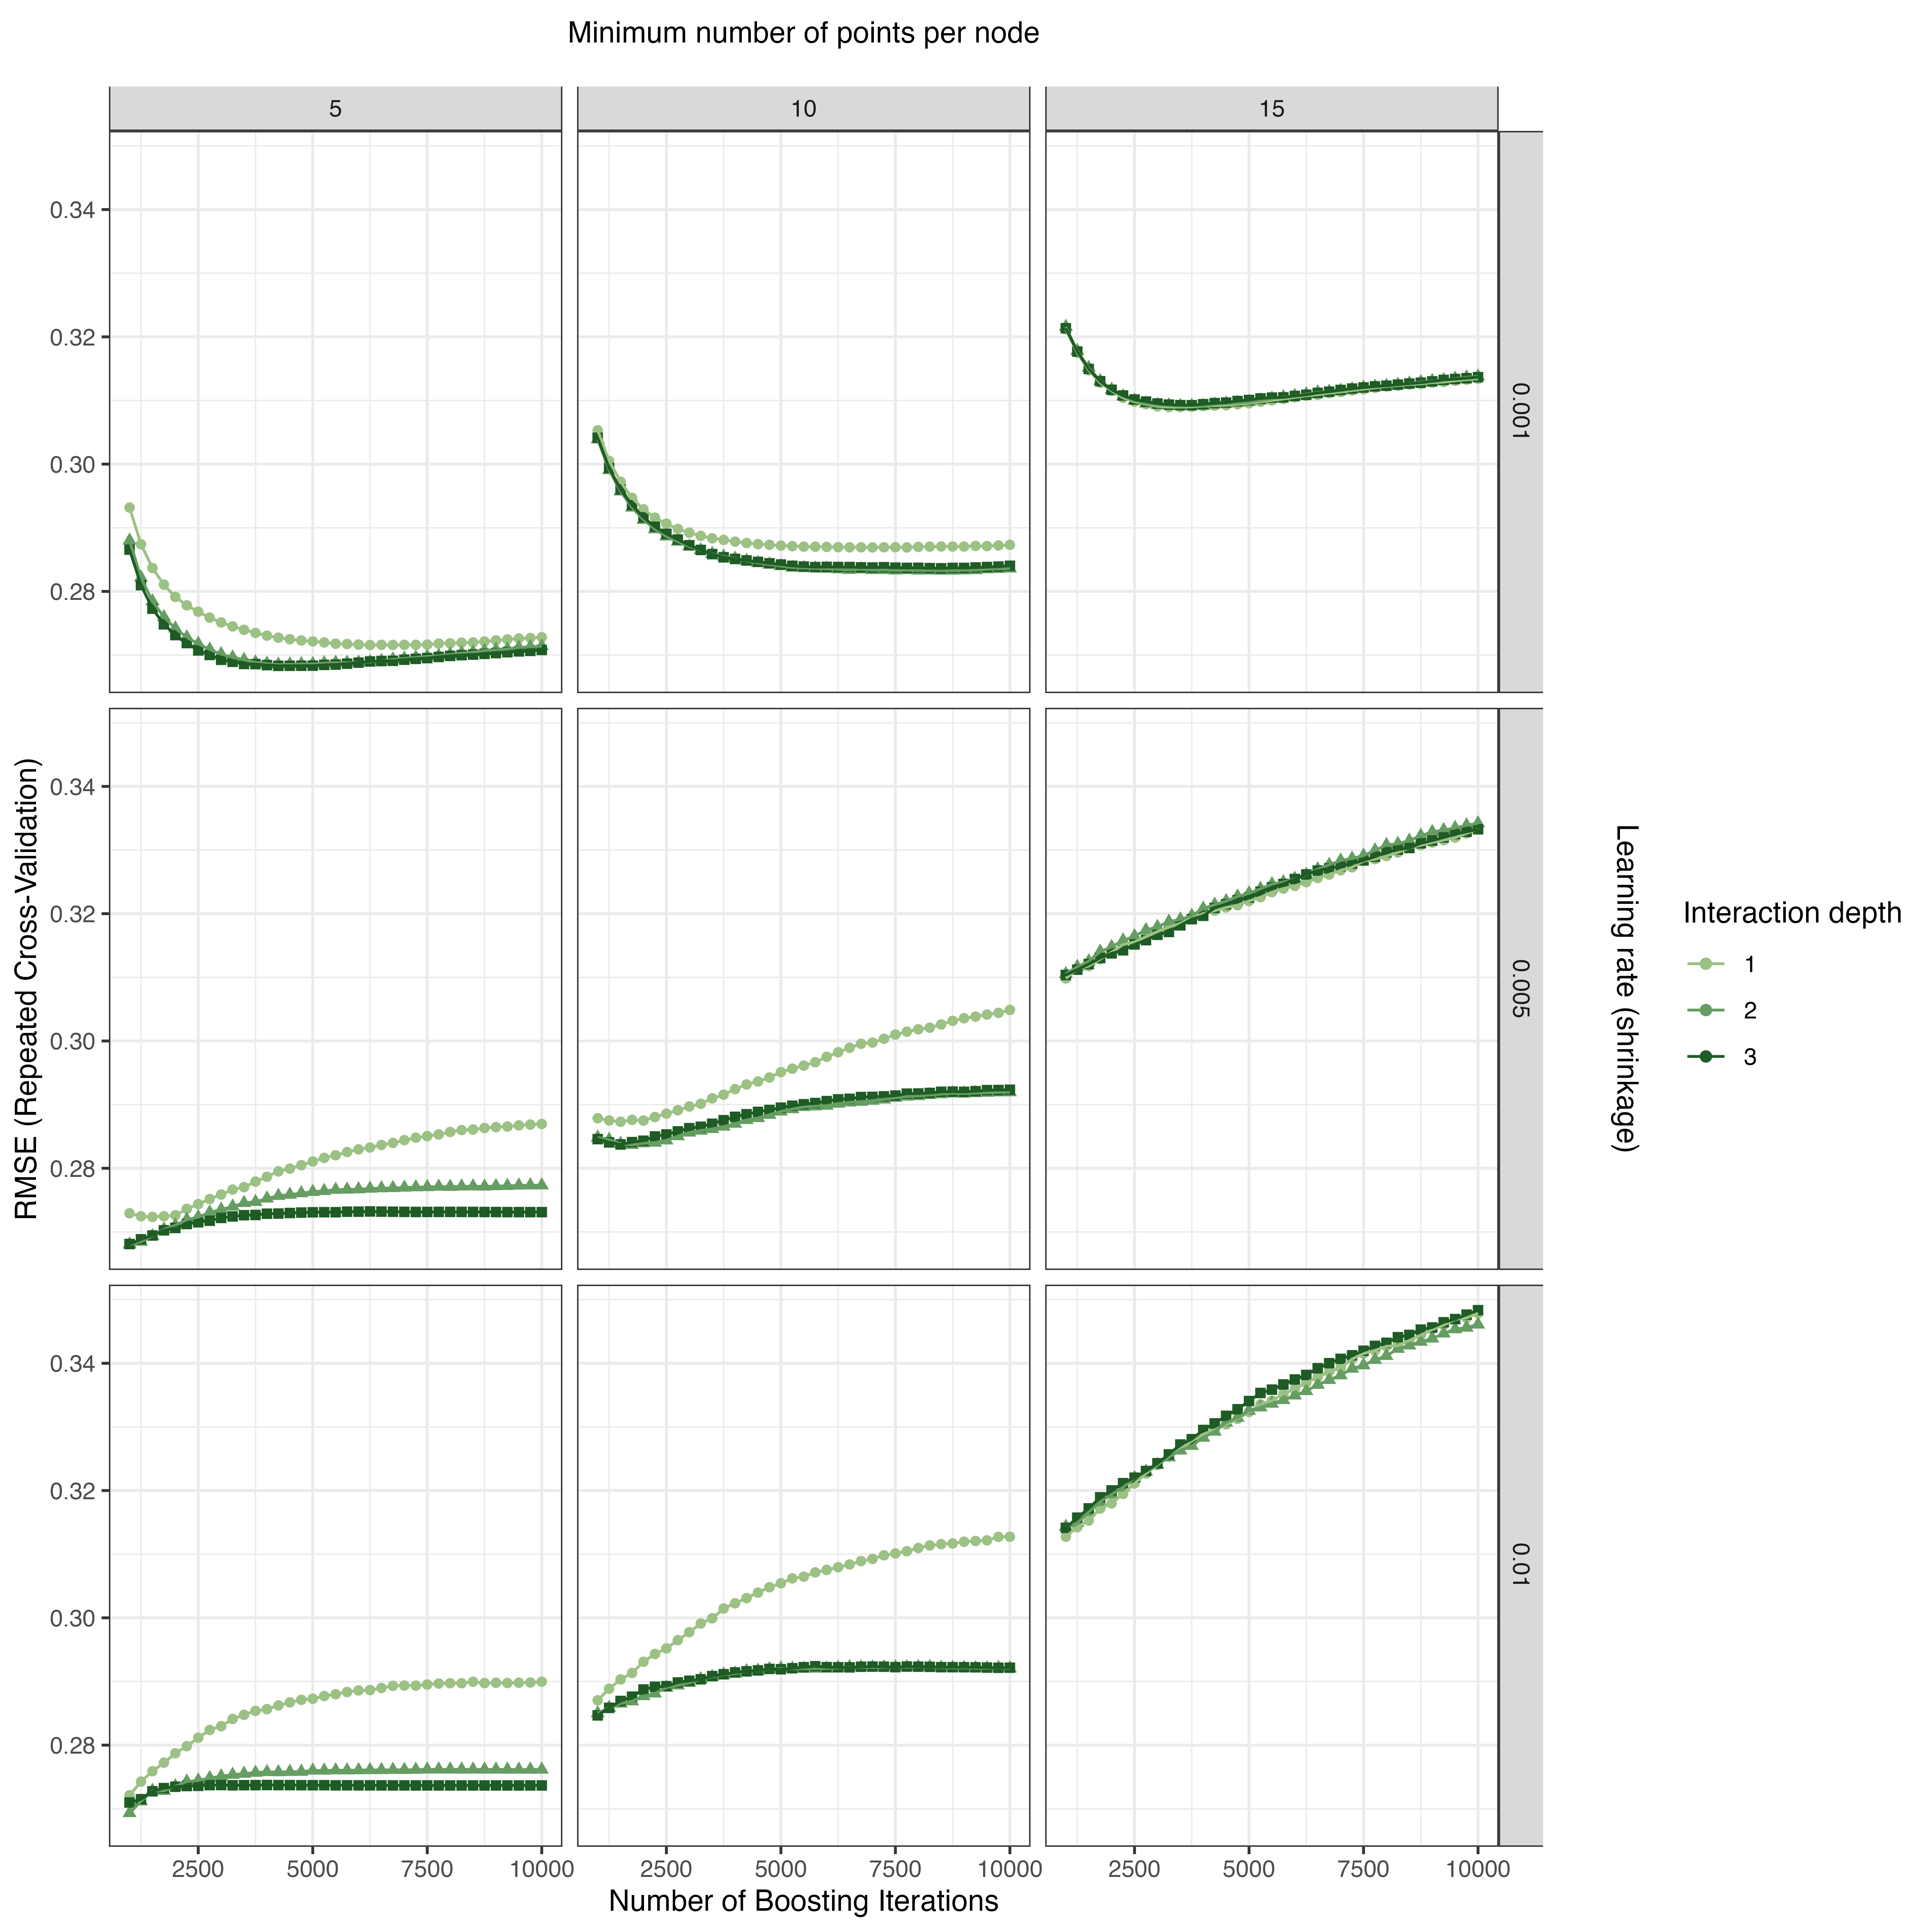 Minimum number of points per node
5
10
15
0.34
0.32
0.30
0.28
0.001
0.34
0.32
0.30
0.28
0.005
0.34
0.32
0.30
0.28
0.01
RMSE (Repeated Cross-Validation)
Learning rate (shrinkage)
Interaction depth
1
2
3
2500 5000 7500 10000
2500 5000 7500 10000
2500 5000 7500 10000
Number of Boosting Iterations